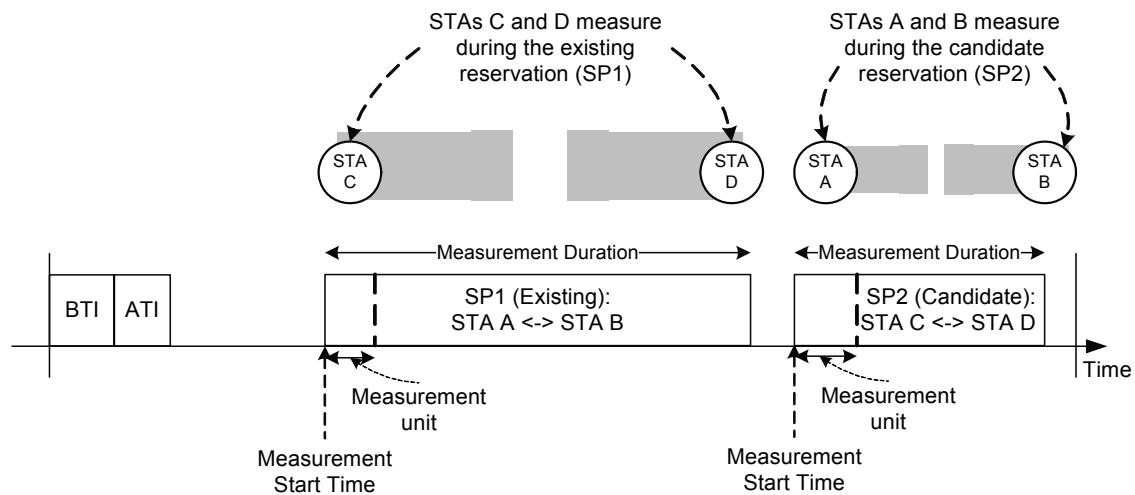 STAs C and D measure
during the existing
reservation (SP1)
STAs A and B measure
during the candidate
reservation (SP2)
STA
C
STA
D
STA
A
STA
B
Measurement Duration
Measurement Duration
BTI
ATI
SP1 (Existing):
STA A <-> STA B
SP2 (Candidate):
STA C <-> STA D
Time
Measurement
unit
Measurement
unit
Measurement
Start Time
Measurement
Start Time